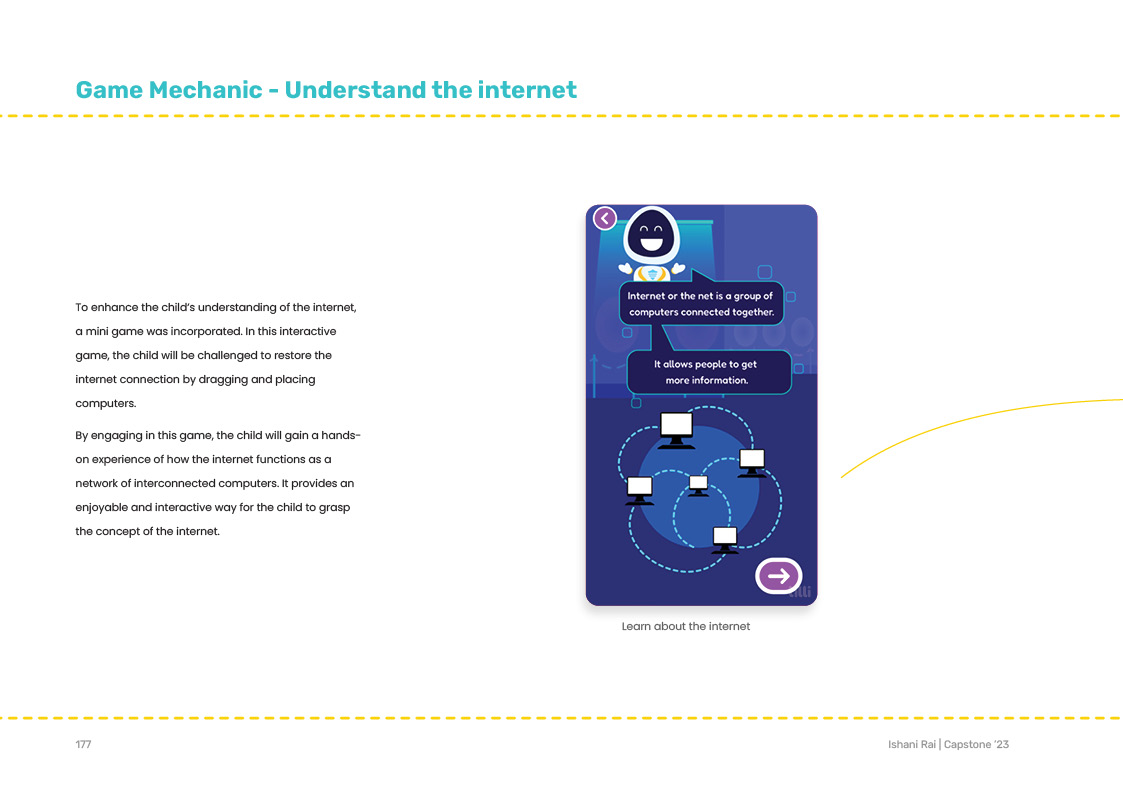 Game Mechanic - Understand the internet
To enhance the child's understanding of the internet,
a mini game was incorporated. In this interactive
game, the child will be challenged to restore the
internet connection by dragging and placing
computers.
By engaging in this game, the child will gain a hands-
on experience of how the internet functions as a
network of interconnected computers. It provides an
enjoyable and interactive way for the child to grasp
the concept of the internet.
Internet or the net is a group of
computers connected together.
It allows people to get
more information.
Learn about the internet
177
Ishani Rai | Capstone '23